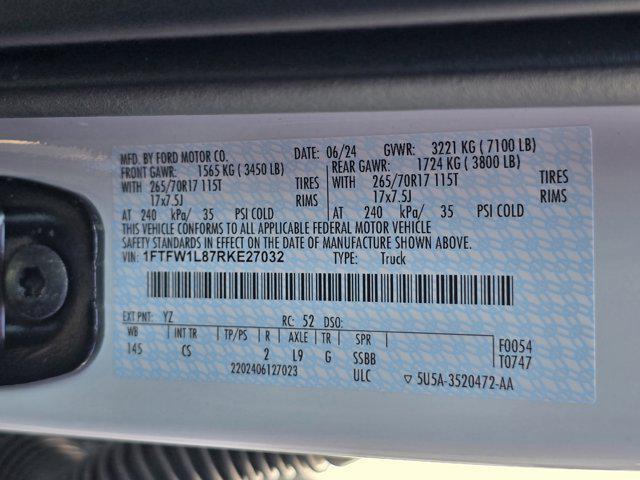 MFD. BY FORD MOTOR CO. DATE: 06/24 GVWR: 3221 KG ( 7100 LB)
FRONT GAWR: 1565 KG ( 3450 LB) REAR GAWR: 1724 KG ( 3800 LB)
WITH 265/70R17 115T TIRES WITH 265/70R17 115T TIRES
17x7.5J RIMS 17x7.5J RIMS
AT 240 kPa/ 35 PSI COLD AT 240 kPa/ 35 PSI COLD
THIS VEHICLE CONFORMS TO ALL APPLICABLE FEDERAL MOTOR VEHICLE
SAFETY STANDARDS IN EFFECT ON THE DATE OF MANUFACTURE SHOWN ABOVE.
VIN: 1FTFW1L87RKE27032 TYPE: Truck
EXT PNT: YZ RC: 52 DSO:
WB INT TR TP/PS R AXLE TR SPR F0054
145 CS 2 L9 G SSBB T0747
2202406127023 ULC ▽ 5U5A-3520472-AA